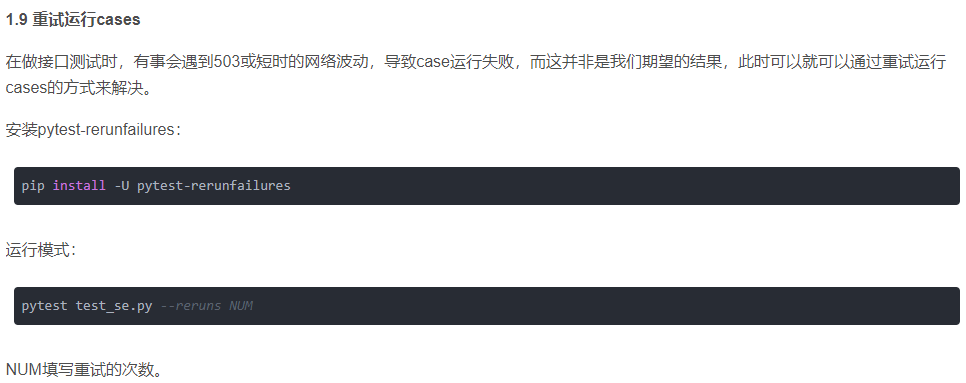 1.9 重试运行cases
在做接口测试时，有事会遇到503或短时的网络波动，导致case运行失败，而这并非是我们期望的结果，此时可以就可以通过重试运行
cases的方式来解决。
安装pytest-rerunfailures：
pip install -U pytest-rerunfailures
运行模式：
pytest test_se.py --reruns NUM
NUM填写重试的次数。